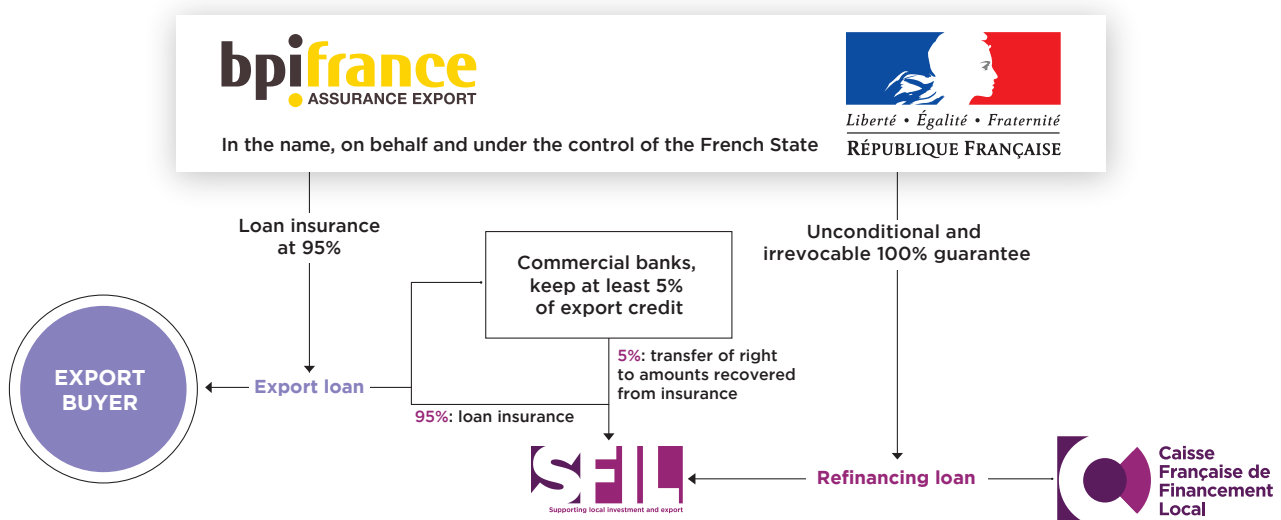 bpifrance
ASSURANCE EXPORT
In the name, on behalf and under the control of the French State
Liberté • Égalité • Fraternité
RÉPUBLIQUE FRANÇAISE
Loan insurance
at 95%
Unconditional and
irrevocable 100% guarantee
Commercial banks,
keep at least 5%
of export credit
EXPORT
BUYER
Export loan
5%: transfer of right
to amounts recovered
from insurance
95%: loan insurance
SFIL
Supporting local investment and export
Refinancing loan
Caisse
Française de
Financement
Local